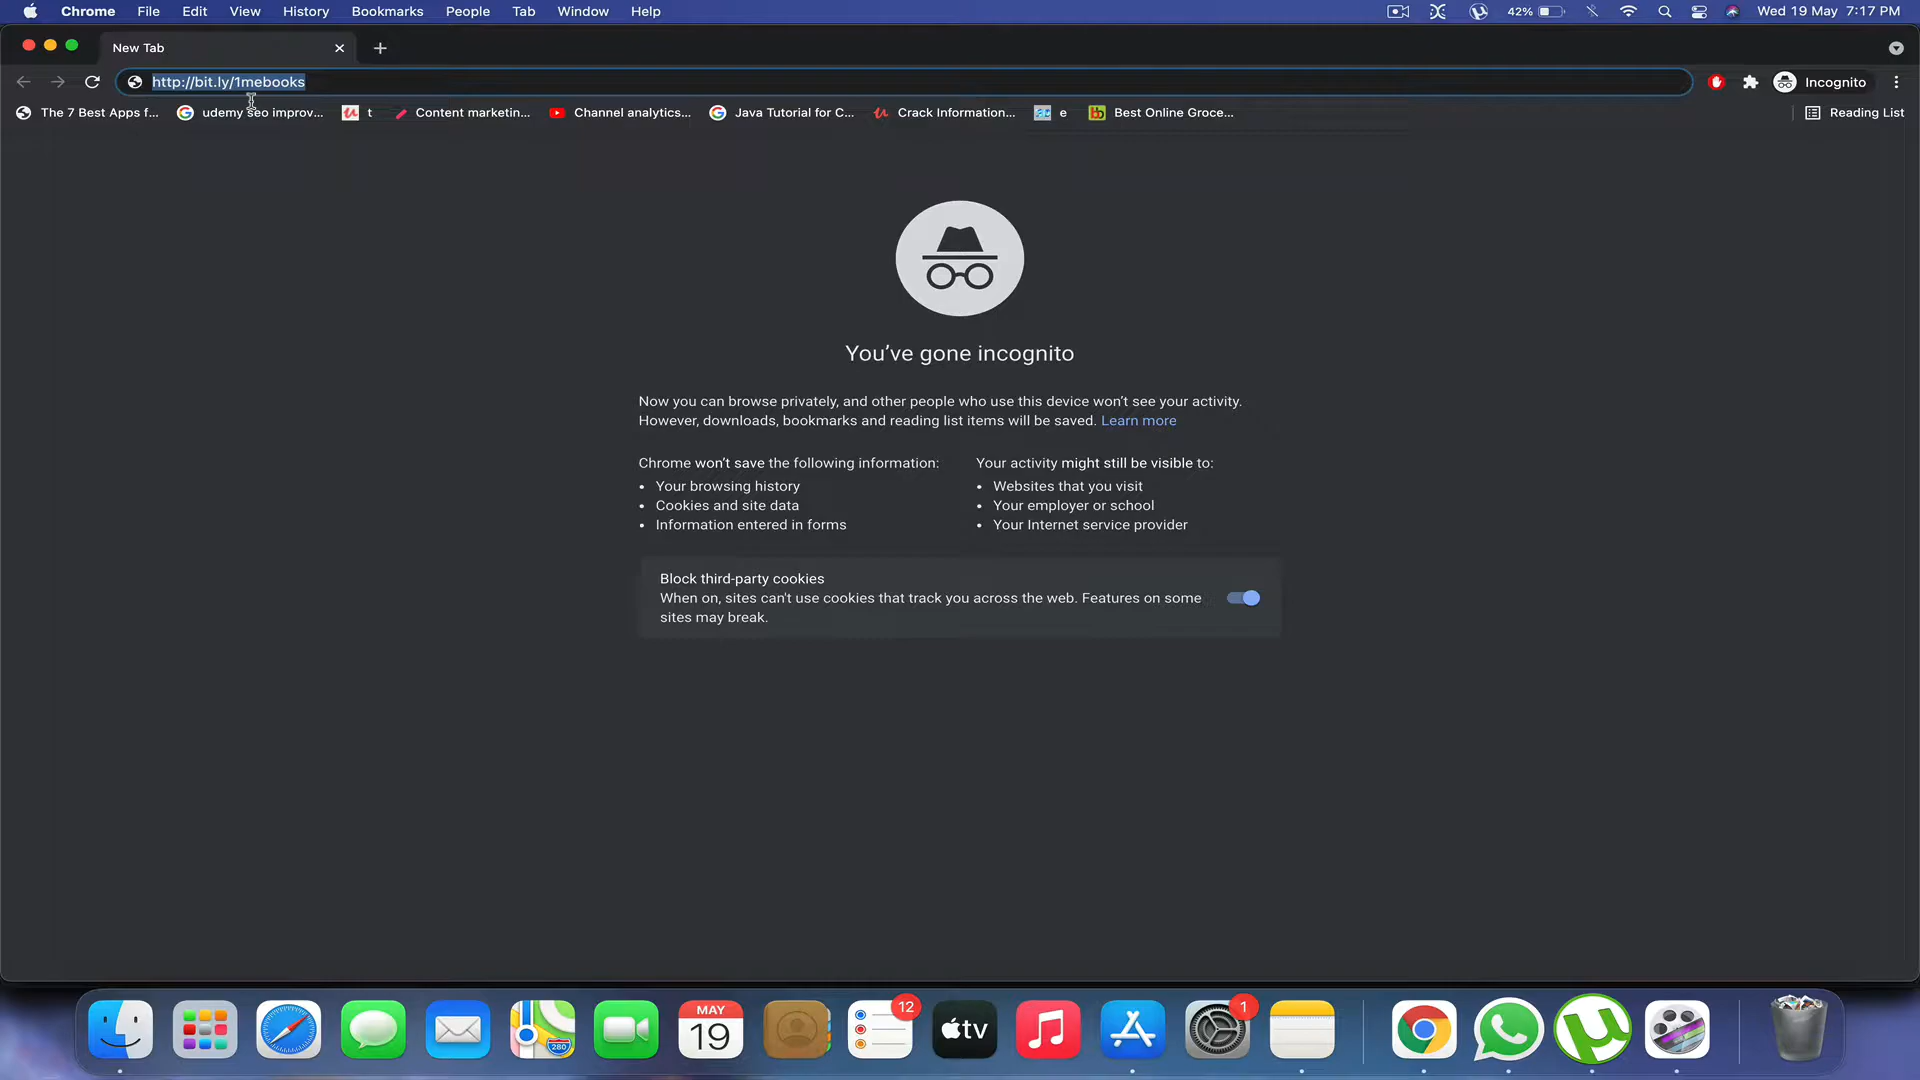 Chrome File Edit View History Bookmarks People Tab Window Help 42% Wed 19 May 7:17 PM
New Tab
http://bit.ly/1mebooks Incognito
The 7 Best Apps f... udemy seo improv... t Content marketin... Channel analytics... Java Tutorial for C... Crack Information... e Best Online Groce... Reading List
You've gone incognito
Now you can browse privately, and other people who use this device won't see your activity.
However, downloads, bookmarks and reading list items will be saved. Learn more
Chrome won't save the following information:
• Your browsing history
• Cookies and site data
• Information entered in forms
Your activity might still be visible to:
• Websites that you visit
• Your employer or school
• Your Internet service provider
Block third-party cookies
When on, sites can't use cookies that track you across the web. Features on some
sites may break.
280
MAY
19
12
tv
1